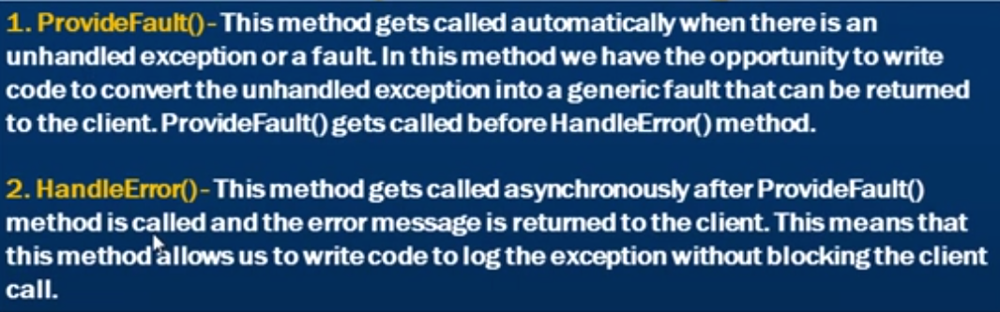 1. ProvideFault() - This method gets called automatically when there is an
unhandled exception or a fault. In this method we have the opportunity to write
code to convert the unhandled exception into a generic fault that can be returned
to the client. ProvideFault() gets called before HandleError() method.
2. HandleError() - This method gets called asynchronously after ProvideFault()
method is called and the error message is returned to the client. This means that
this method allows us to write code to log the exception without blocking the client
call.